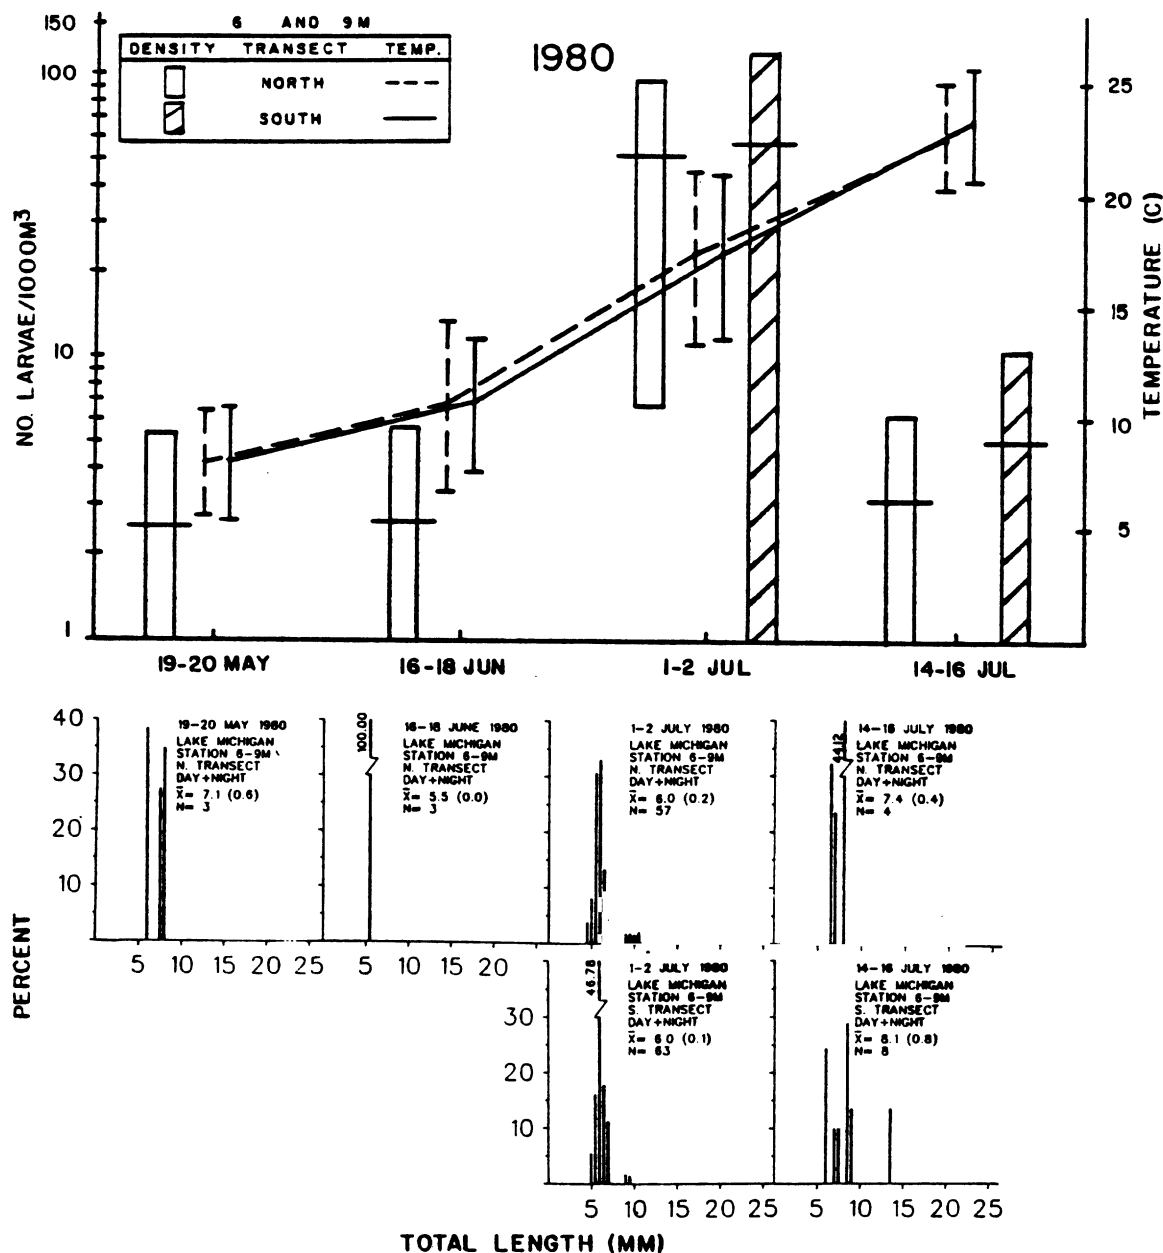 6 AND 9M
DENSITY TRANSECT TEMP.
NORTH
SOUTH
1980
150
100
20
10
1
NO. LARVAE/1000M³
25
20
15
10
5
TEMPERATURE (C)
19-20 MAY
16-18 JUN
1-2 JUL
14-16 JUL
40
30
20
10
PERCENT
19-20 MAY 1980
LAKE MICHIGAN
STATION 6-9M
N. TRANSECT
DAY+NIGHT
X̄= 7.1 (0.6)
N= 3
100.00
16-18 JUNE 1980
LAKE MICHIGAN
STATION 6-9M
N. TRANSECT
DAY+NIGHT
X̄= 5.5 (0.0)
N= 3
1-2 JULY 1980
LAKE MICHIGAN
STATION 6-9M
N. TRANSECT
DAY+NIGHT
X̄= 6.0 (0.2)
N= 57
44.12
14-16 JULY 1980
LAKE MICHIGAN
STATION 6-9M
N. TRANSECT
DAY+NIGHT
X̄= 7.4 (0.4)
N= 4
5 10 15 20 25
5 10 15 20
30
20
10
46.78
1-2 JULY 1980
LAKE MICHIGAN
STATION 6-9M
S. TRANSECT
DAY+NIGHT
X̄= 6.0 (0.1)
N= 63
14-16 JULY 1980
LAKE MICHIGAN
STATION 6-9M
S. TRANSECT
DAY+NIGHT
X̄= 8.1 (0.8)
N= 8
5 10 15 20 25
5 10 15 20 25
TOTAL LENGTH (MM)